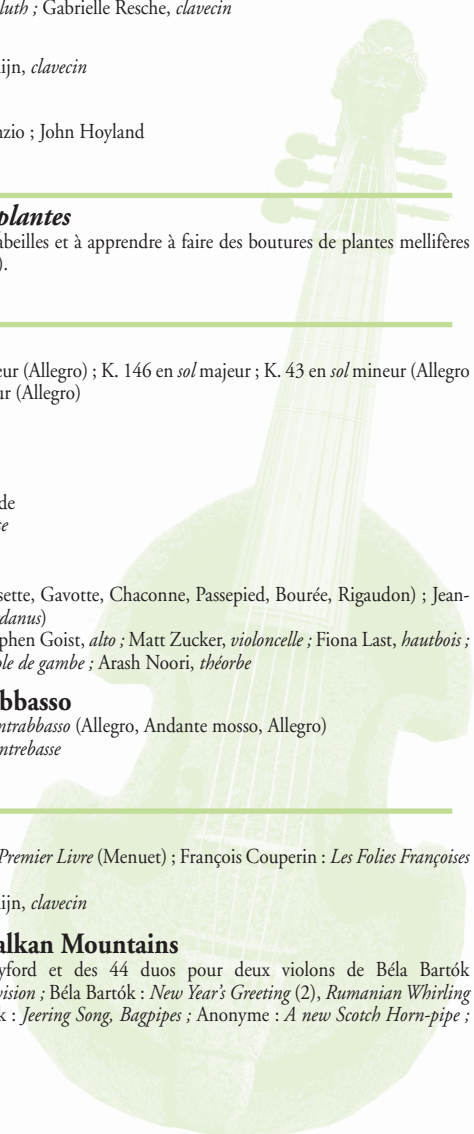 luth ; Gabrielle Resche, clavecin
ijn, clavecin
nzio ; John Hoyland
plantes
abeilles et à apprendre à faire des boutures de plantes mellifères
).
eur (Allegro) ; K. 146 en sol majeur ; K. 43 en sol mineur (Allegro
ur (Allegro)
de
se
sette, Gavotte, Chaconne, Passepied, Bourée, Rigaudon) ; Jean-
danus)
phen Goist, alto ; Matt Zucker, violoncelle ; Fiona Last, hautbois ;
ole de gambe ; Arash Noori, théorbe
abbasso
ntrabbasso (Allegro, Andante mosso, Allegro)
ntrebasse
Premier Livre (Menuet) ; François Couperin : Les Folies Françoises
ijn, clavecin
alkan Mountains
yford et des 44 duos pour deux violons de Béla Bartók
vision ; Béla Bartók : New Year's Greeting (2), Rumanian Whirling
k : Jeering Song, Bagpipes ; Anonyme : A new Scotch Horn-pipe ;